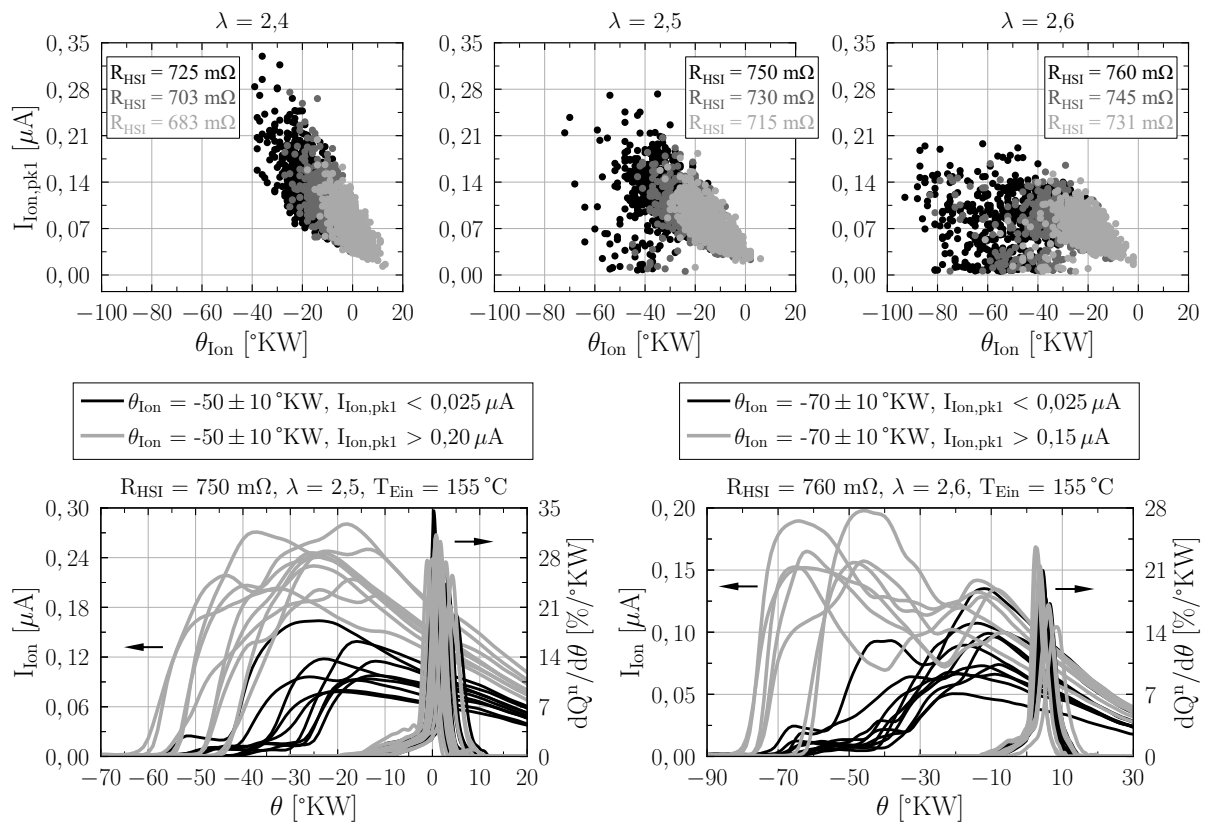 λ = 2,4
λ = 2,5
λ = 2,6
I_Ion,pk1 [μA]
0,35
0,28
0,21
0,14
0,07
0,00
R_HSI = 725 mΩ
R_HSI = 703 mΩ
R_HSI = 683 mΩ
R_HSI = 750 mΩ
R_HSI = 730 mΩ
R_HSI = 715 mΩ
R_HSI = 760 mΩ
R_HSI = 745 mΩ
R_HSI = 731 mΩ
−100 −80 −60 −40 −20 0 20
−100 −80 −60 −40 −20 0 20
−100 −80 −60 −40 −20 0 20
θ_Ion [°KW]
θ_Ion [°KW]
θ_Ion [°KW]
θ_Ion = -50 ± 10 °KW, I_Ion,pk1 < 0,025 μA
θ_Ion = -50 ± 10 °KW, I_Ion,pk1 > 0,20 μA
θ_Ion = -70 ± 10 °KW, I_Ion,pk1 < 0,025 μA
θ_Ion = -70 ± 10 °KW, I_Ion,pk1 > 0,15 μA
R_HSI = 750 mΩ, λ = 2,5, T_Ein = 155 °C
I_Ion [μA]
0,30
0,24
0,18
0,12
0,06
0,00
35
28
21
14
7
0
dQⁿ/dθ [%/°KW]
−70 −60 −50 −40 −30 −20 −10 0 10 20
θ [°KW]
R_HSI = 760 mΩ, λ = 2,6, T_Ein = 155 °C
I_Ion [μA]
0,20
0,15
0,10
0,05
0,00
28
21
14
7
0
dQⁿ/dθ [%/°KW]
−90 −70 −50 −30 −10 10 30
θ [°KW]